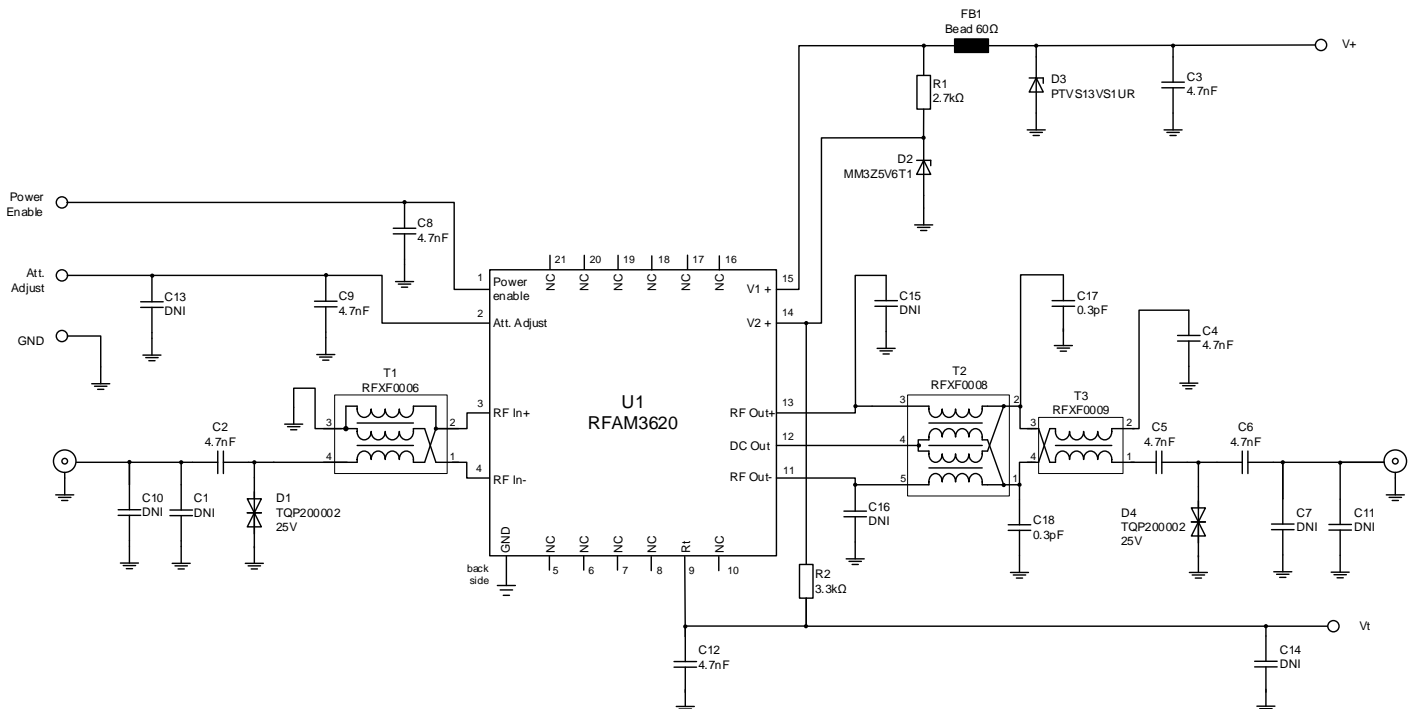 FB1
Bead 60Ω
V+
R1
2.7kΩ
D3
PTVS13VS1UR
C3
4.7nF
D2
MM3Z5V6T1
Power
Enable
C8
4.7nF
21 20 19 18 17 16
NC NC NC NC NC NC
Att.
Adjust
1
Power
enable
V1 +
15
C13
DNI
C9
4.7nF
2
Att. Adjust
V2 +
14
C15
DNI
C17
0.3pF
C4
4.7nF
GND
T1
RFXF0006
U1
RFAM3620
T2
RFXF0008
T3
RFXF0009
3
2
3
RF In+
RF Out+
13
3
2
3
2
C2
4.7nF
DC Out
12
4
C5
4.7nF
C6
4.7nF
4
1
4
RF In-
RF Out-
11
5
1
4
1
C10
DNI
C1
DNI
D1
TQP200002
25V
C16
DNI
C18
0.3pF
D4
TQP200002
25V
C7
DNI
C11
DNI
GND NC NC NC NC Rt NC
back
side
5 6 7 8 9 10
R2
3.3kΩ
Vt
C12
4.7nF
C14
DNI